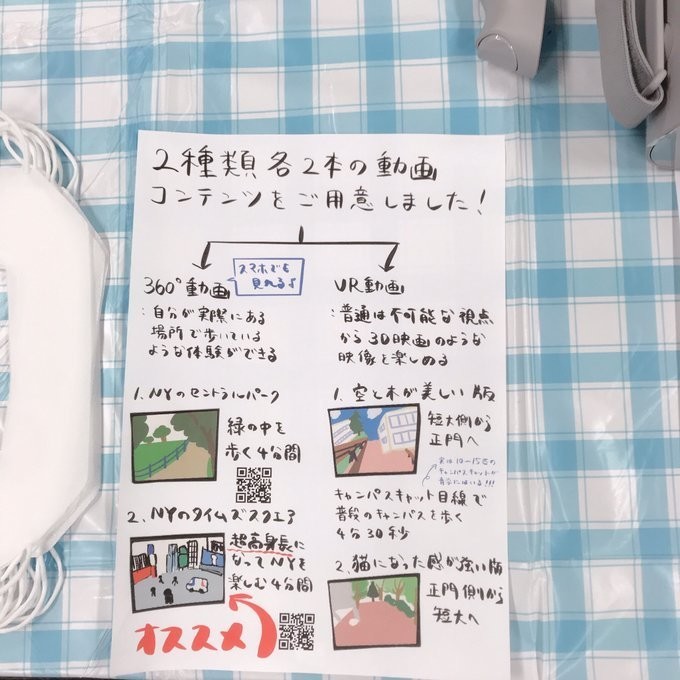 2種類各2本の動画
コンテンツをご用意しました!
360°動画
スマホでも
見れるよ
:自分が実際にある
場所で歩いている
ような体験ができる
1. NYのセントラルパーク
緑の中を
歩く4分間
2. NYのタイムズスクエア
超高身長に
なってNYを
楽しむ4分間
オススメ
VR動画
:普通は不可能な視点
から3D映画のような
映像を楽しめる
1. 空と木が美しい版
短大側から
正門へ
キャンパスキャット目線で
普段のキャンパスを歩く
4分30秒
2. 猫になった感が強い版
正門側から
短大へ